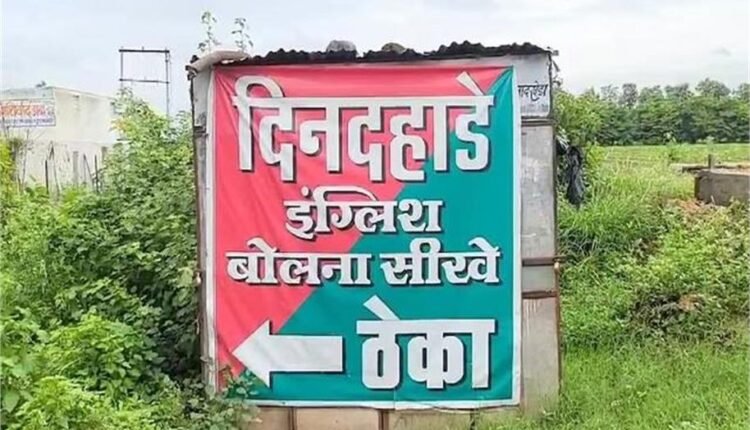 दिनदहाडे
इंग्लिश
बोलना सीखे
ठेका